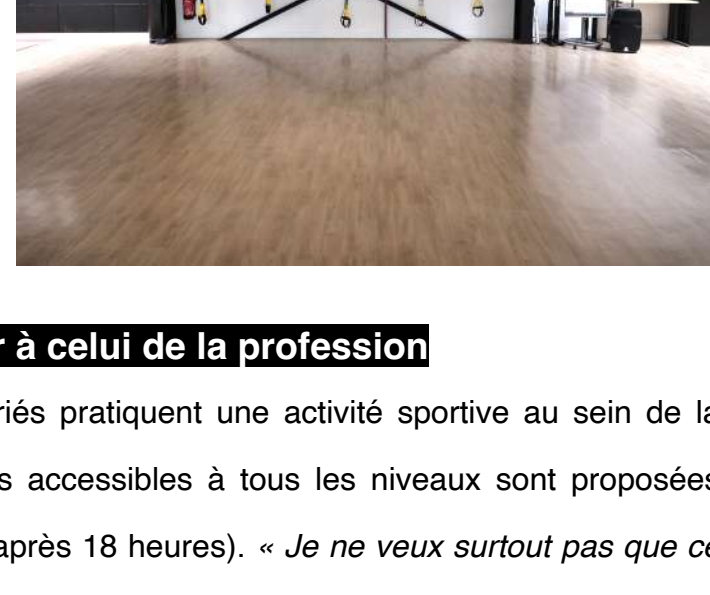 à celui de la profession
pratiquent une activité sportive au sein de la
accessibles à tous les niveaux sont proposées
après 18 heures). « Je ne veux surtout pas que ce